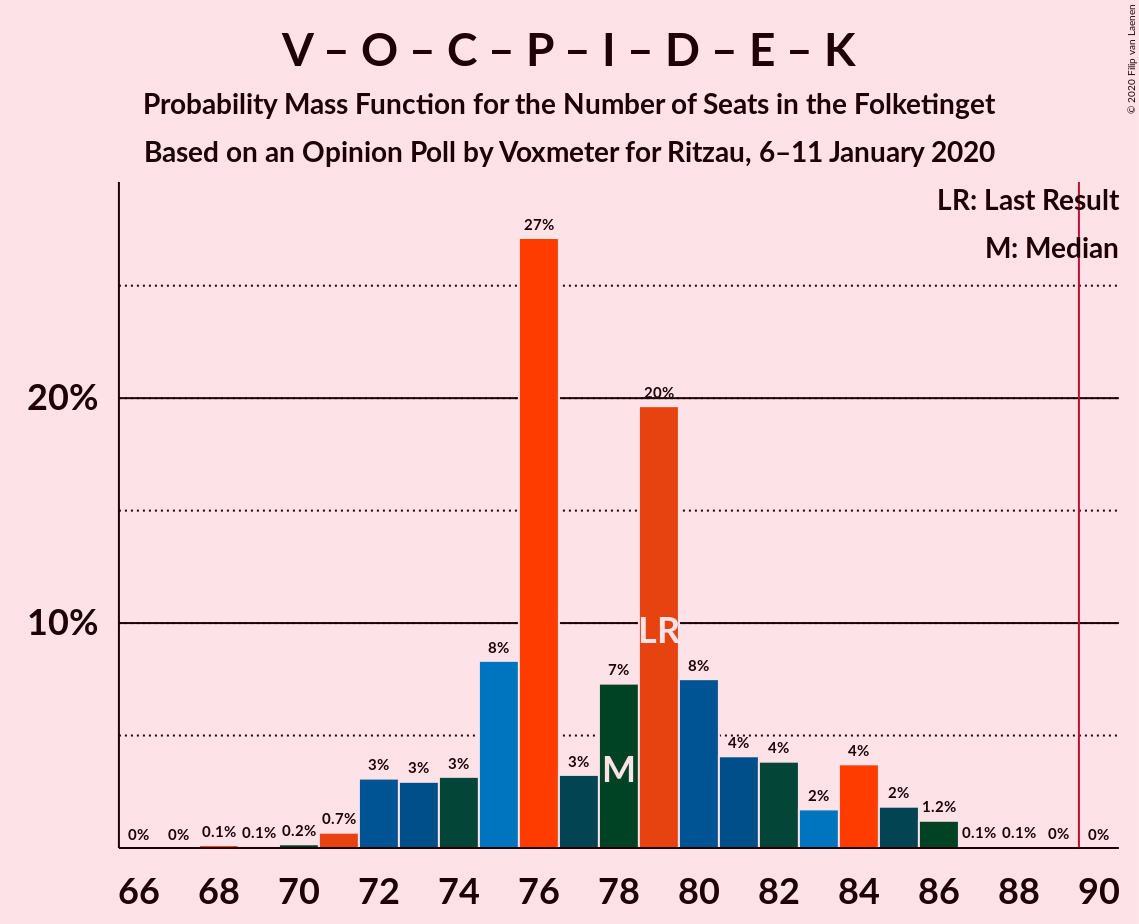 V – O – C – P – I – D – E – K
Probability Mass Function for the Number of Seats in the Folketinget
Based on an Opinion Poll by Voxmeter for Ritzau, 6–11 January 2020
© 2020 Filip van Laenen
LR: Last Result
M: Median
20%
10%
0% 0% 0.1% 0.1% 0.2% 0.7% 3% 3% 3% 8% 27% 3% 7% 20% 8% 4% 4% 2% 4% 2% 1.2% 0.1% 0.1% 0% 0%
LR
M
66 68 70 72 74 76 78 80 82 84 86 88 90